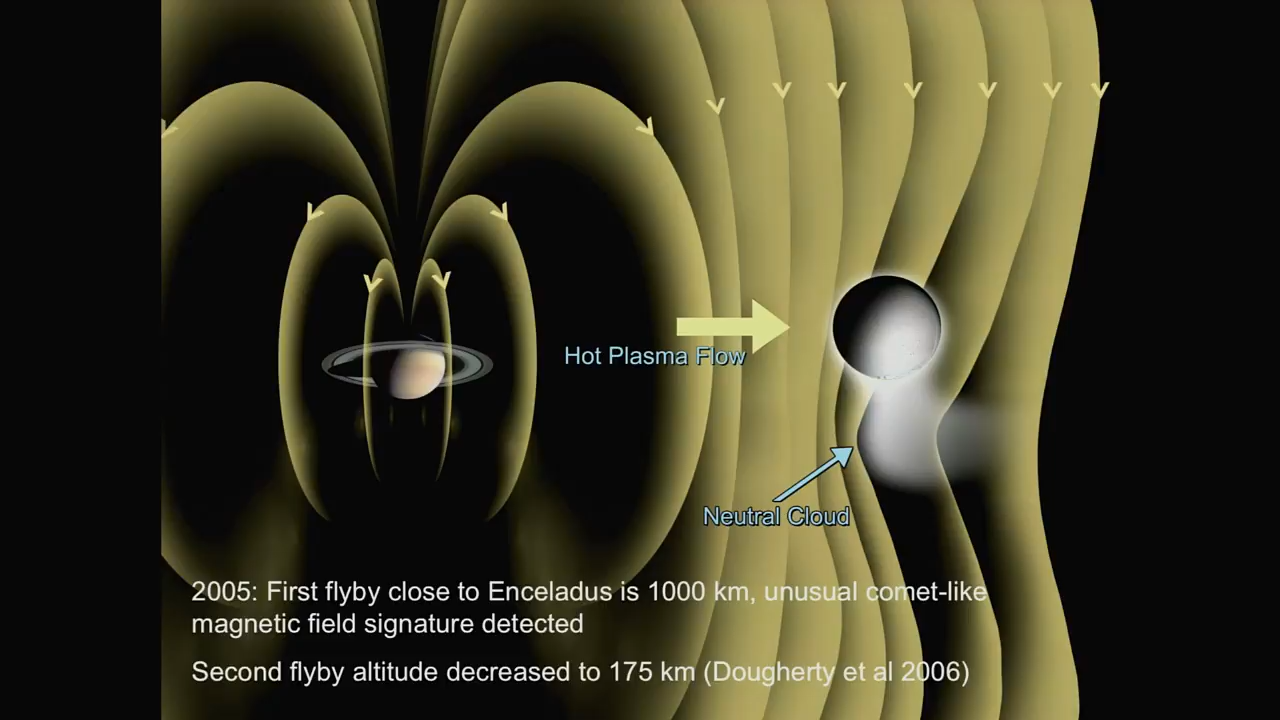 Hot Plasma Flow
Neutral Cloud
2005: First flyby close to Enceladus is 1000 km, unusual comet-like
magnetic field signature detected
Second flyby altitude decreased to 175 km (Dougherty et al 2006)